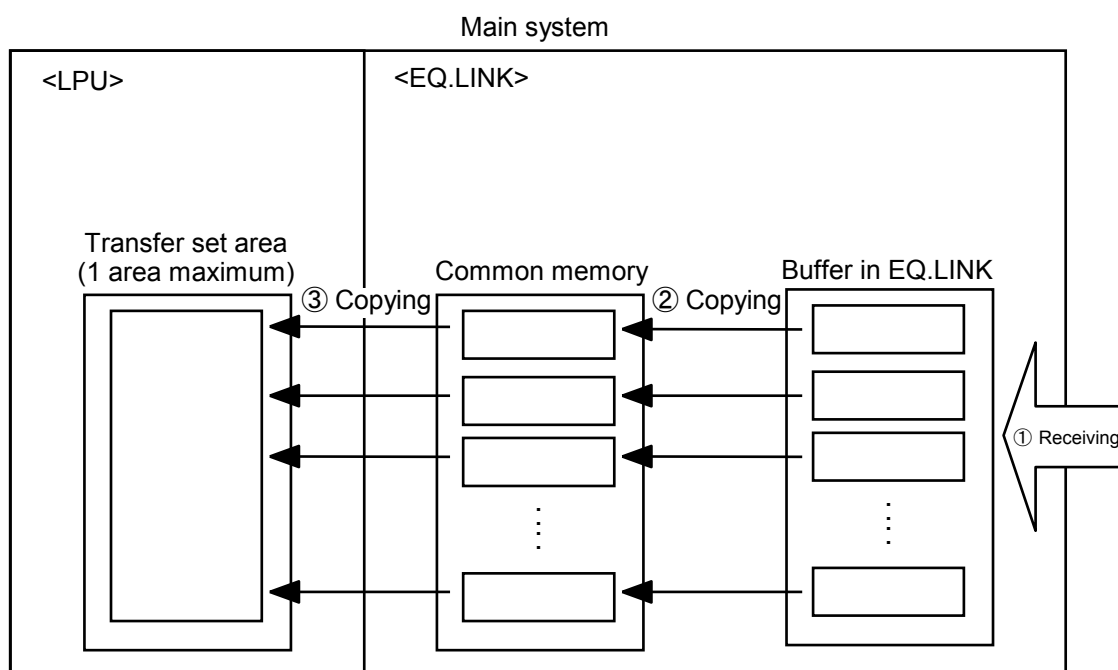 Main system
<LPU>
<EQ.LINK>
Transfer set area
(1 area maximum)
Common memory
Buffer in EQ.LINK
③ Copying
② Copying
① Receiving